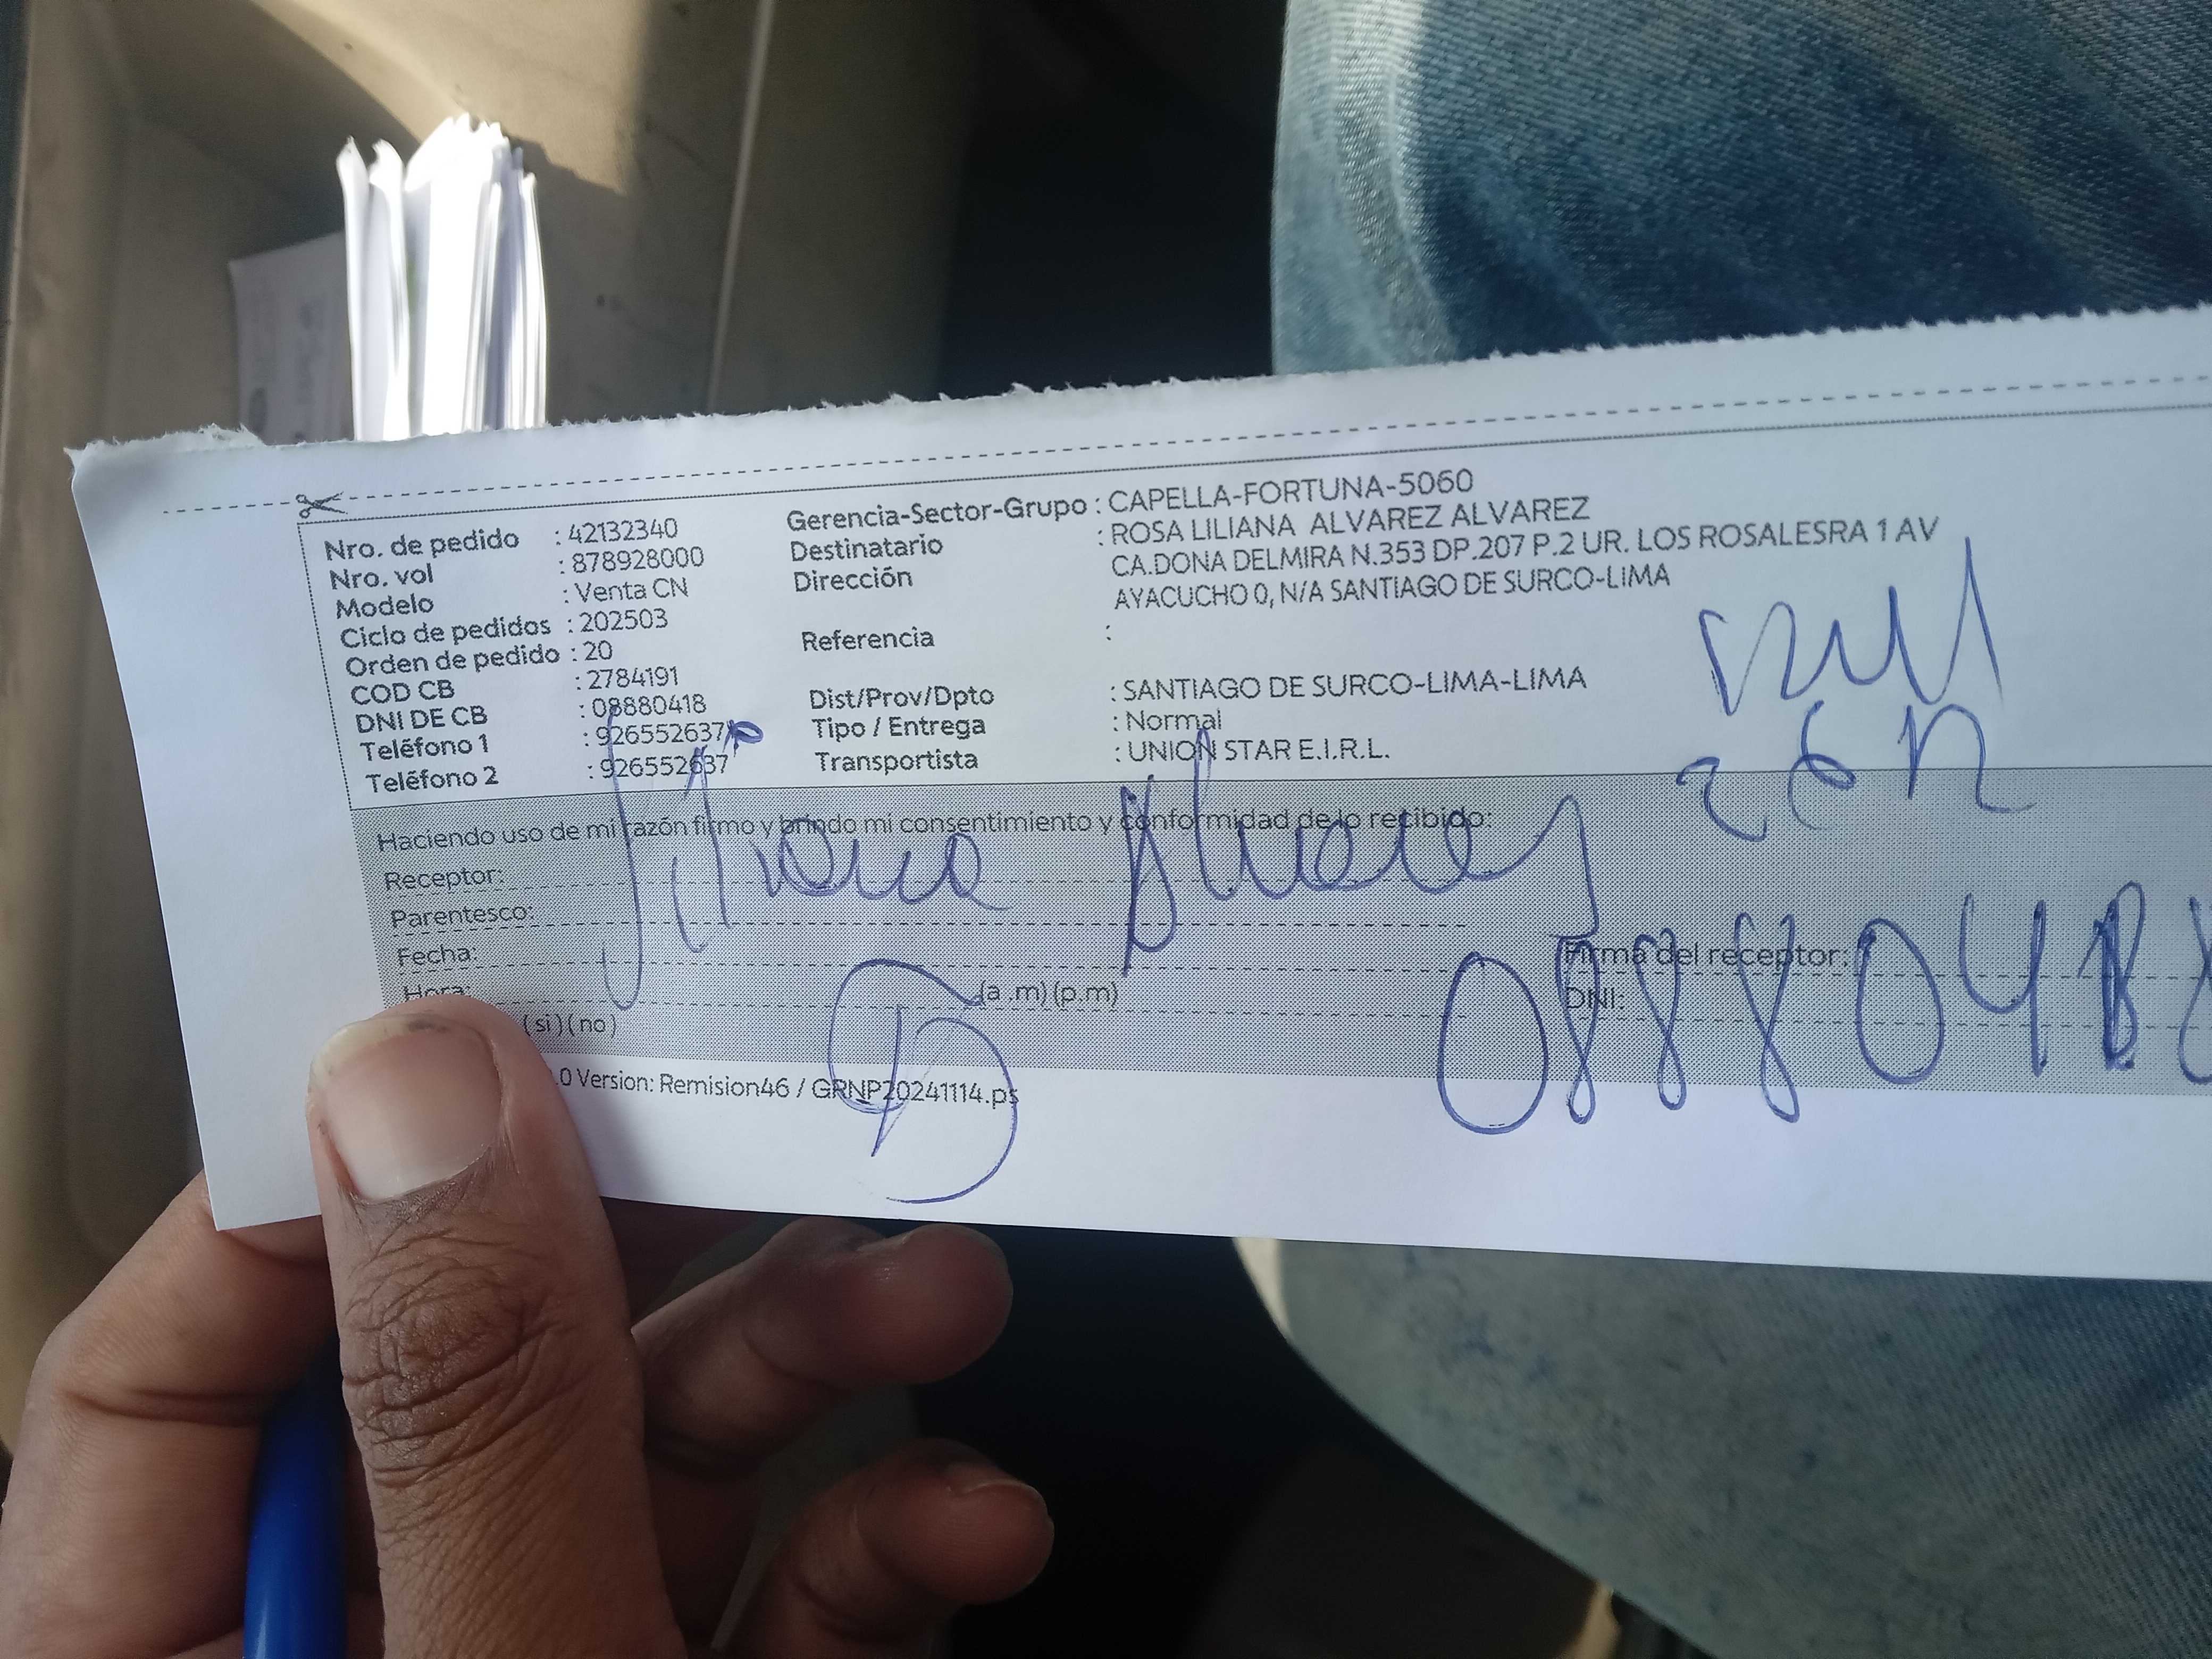 Nro. de pedido : 42132340
Nro. vol : 878928000
Modelo : Venta CN
Ciclo de pedidos : 202503
Orden de pedido : 20
COD CB : 2784191
DNI DE CB : 08880418
Teléfono 1 : 926552637
Teléfono 2 : 926552637
Gerencia-Sector-Grupo : CAPELLA-FORTUNA-5060
Destinatario : ROSA LILIANA ALVAREZ ALVAREZ
Dirección CA.DONA DELMIRA N.353 DP.207 P.2 UR. LOS ROSALESRA 1 AV
AYACUCHO 0, N/A SANTIAGO DE SURCO-LIMA
Referencia :
Dist/Prov/Dpto : SANTIAGO DE SURCO-LIMA-LIMA
Tipo / Entrega : Normal
Transportista : UNION STAR E.I.R.L.
Haciendo uso de mi razón firmo y brindo mi consentimiento y conformidad de lo recibido:
Receptor:
Parentesco:
Fecha:
Hora: (a .m) (p.m)
(si) (no)
Firma del receptor:
DNI:
.0 Version: Remision46 / GRNP20241114.ps